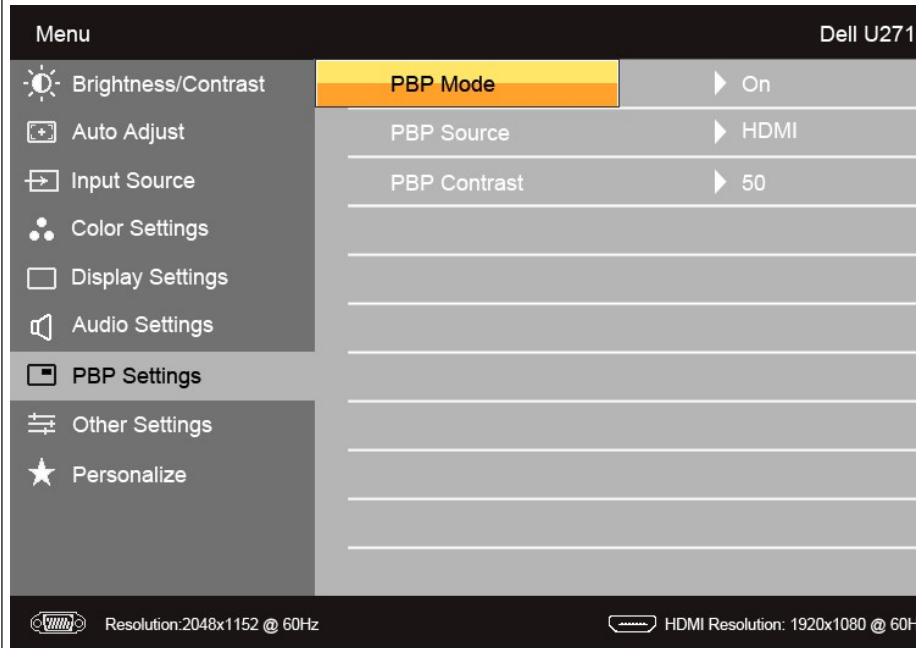 Menu Dell U271
Brightness/Contrast PBP Mode On
Auto Adjust PBP Source HDMI
Input Source PBP Contrast 50
Color Settings
Display Settings
Audio Settings
PBP Settings
Other Settings
Personalize
Resolution:2048x1152 @ 60Hz HDMI Resolution: 1920x1080 @ 60H